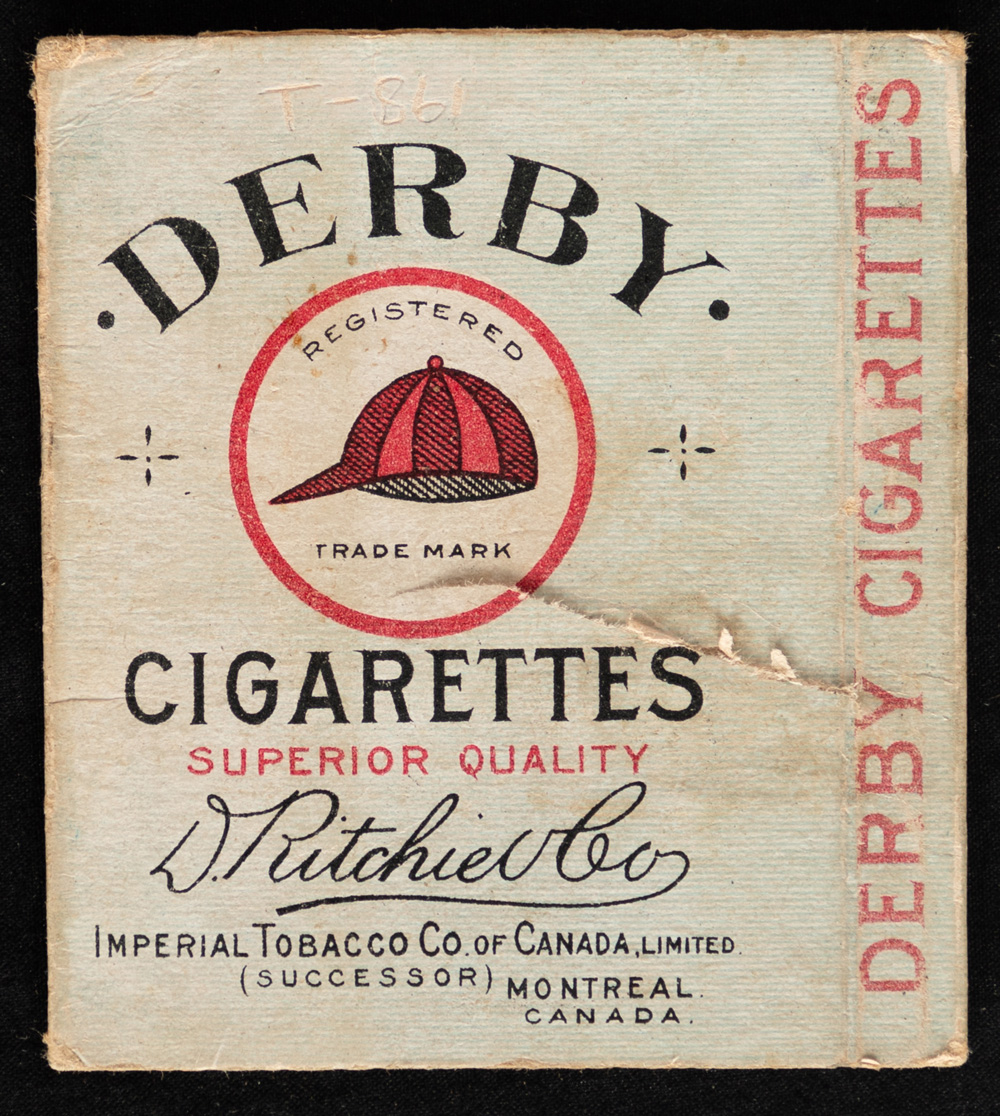 T-861
·DERBY·
REGISTERED
TRADE MARK
CIGARETTES
SUPERIOR QUALITY
D. Ritchie & Co
IMPERIAL TOBACCO CO. OF CANADA, LIMITED.
(SUCCESSOR) MONTREAL.
CANADA.
DERBY CIGARETTES